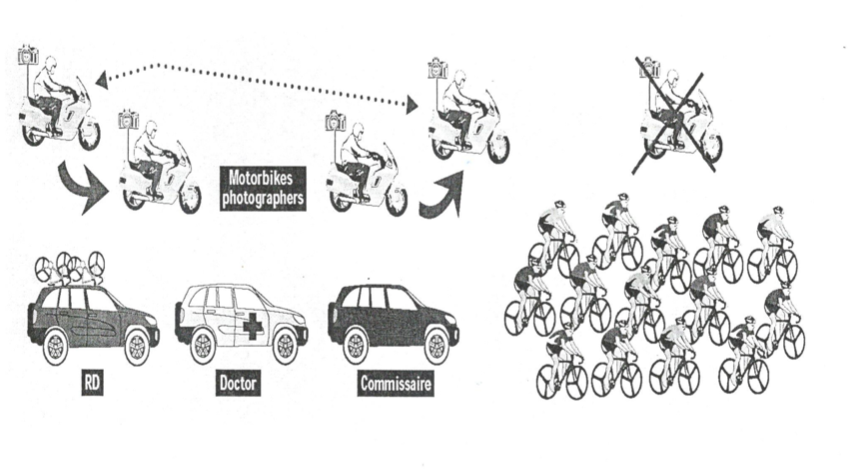 Motorbikes
photographers
RD
Doctor
Commissaire